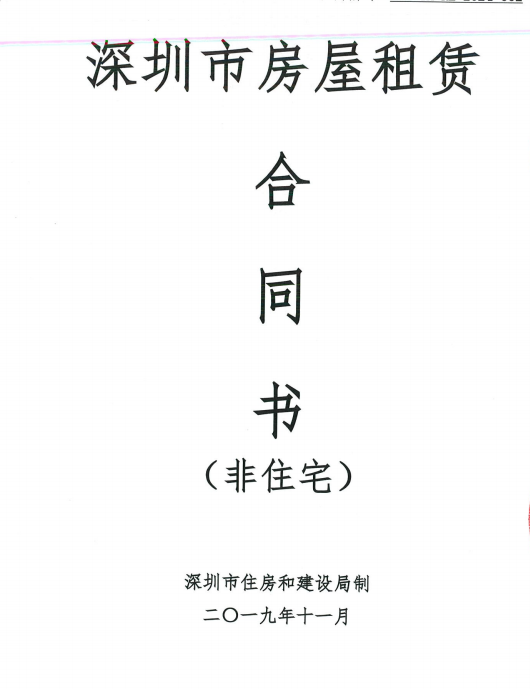 深圳市房屋租赁
合
同
书
（非住宅）
深圳市住房和建设局制
二〇一九年十一月